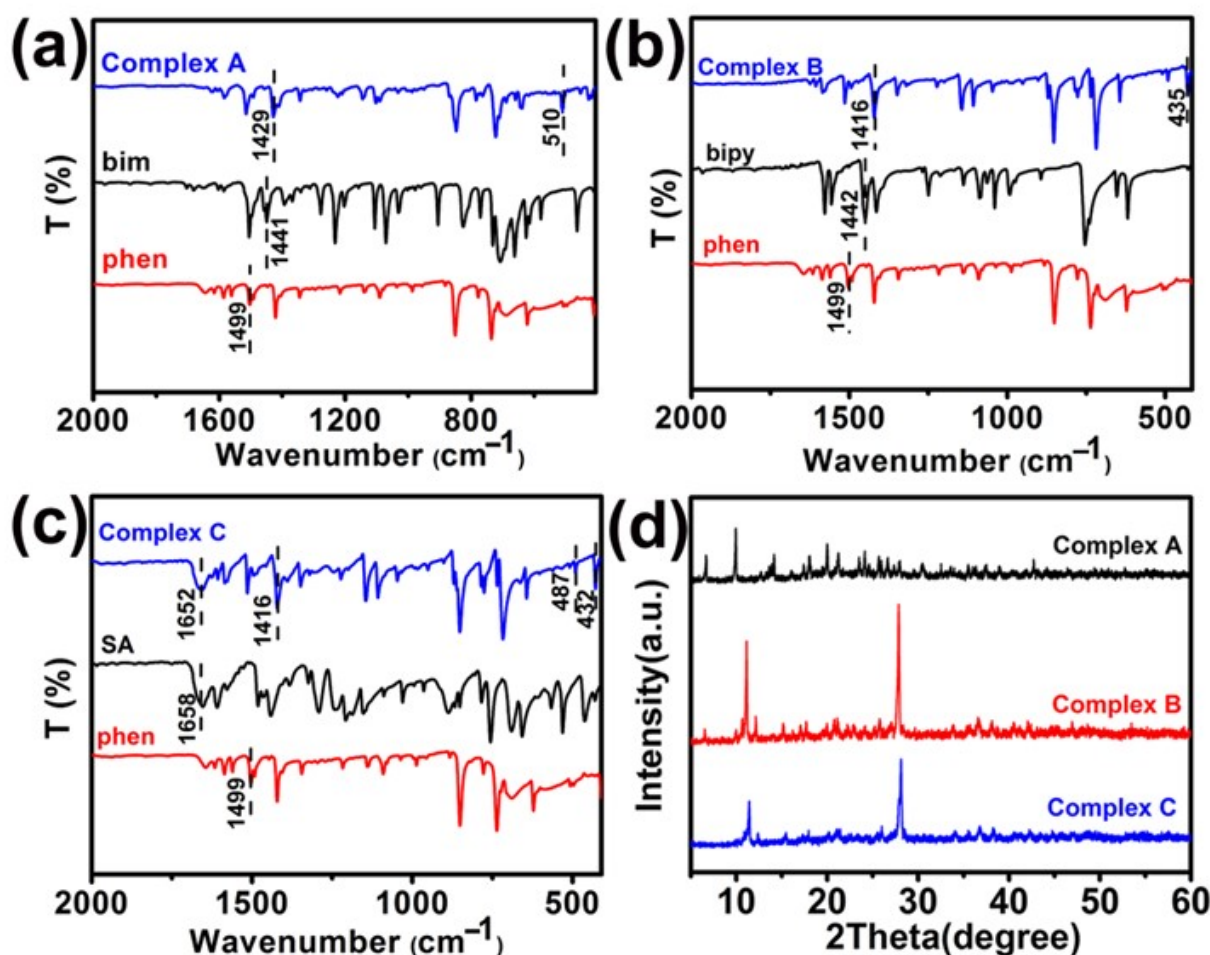 (a)
Complex A
1429
510
bim
1441
phen
1499
T (%)
2000 1600 1200 800
Wavenumber (cm−1)
(b)
Complex B
1416
435
bipy
1442
phen
1499
T (%)
2000 1500 1000 500
Wavenumber (cm−1)
(c)
Complex C
1652
1416
487
432
SA
1658
phen
1499
T (%)
2000 1500 1000 500
Wavenumber (cm−1)
(d)
Complex A
Complex B
Complex C
Intensity(a.u.)
10 20 30 40 50 60
2Theta(degree)